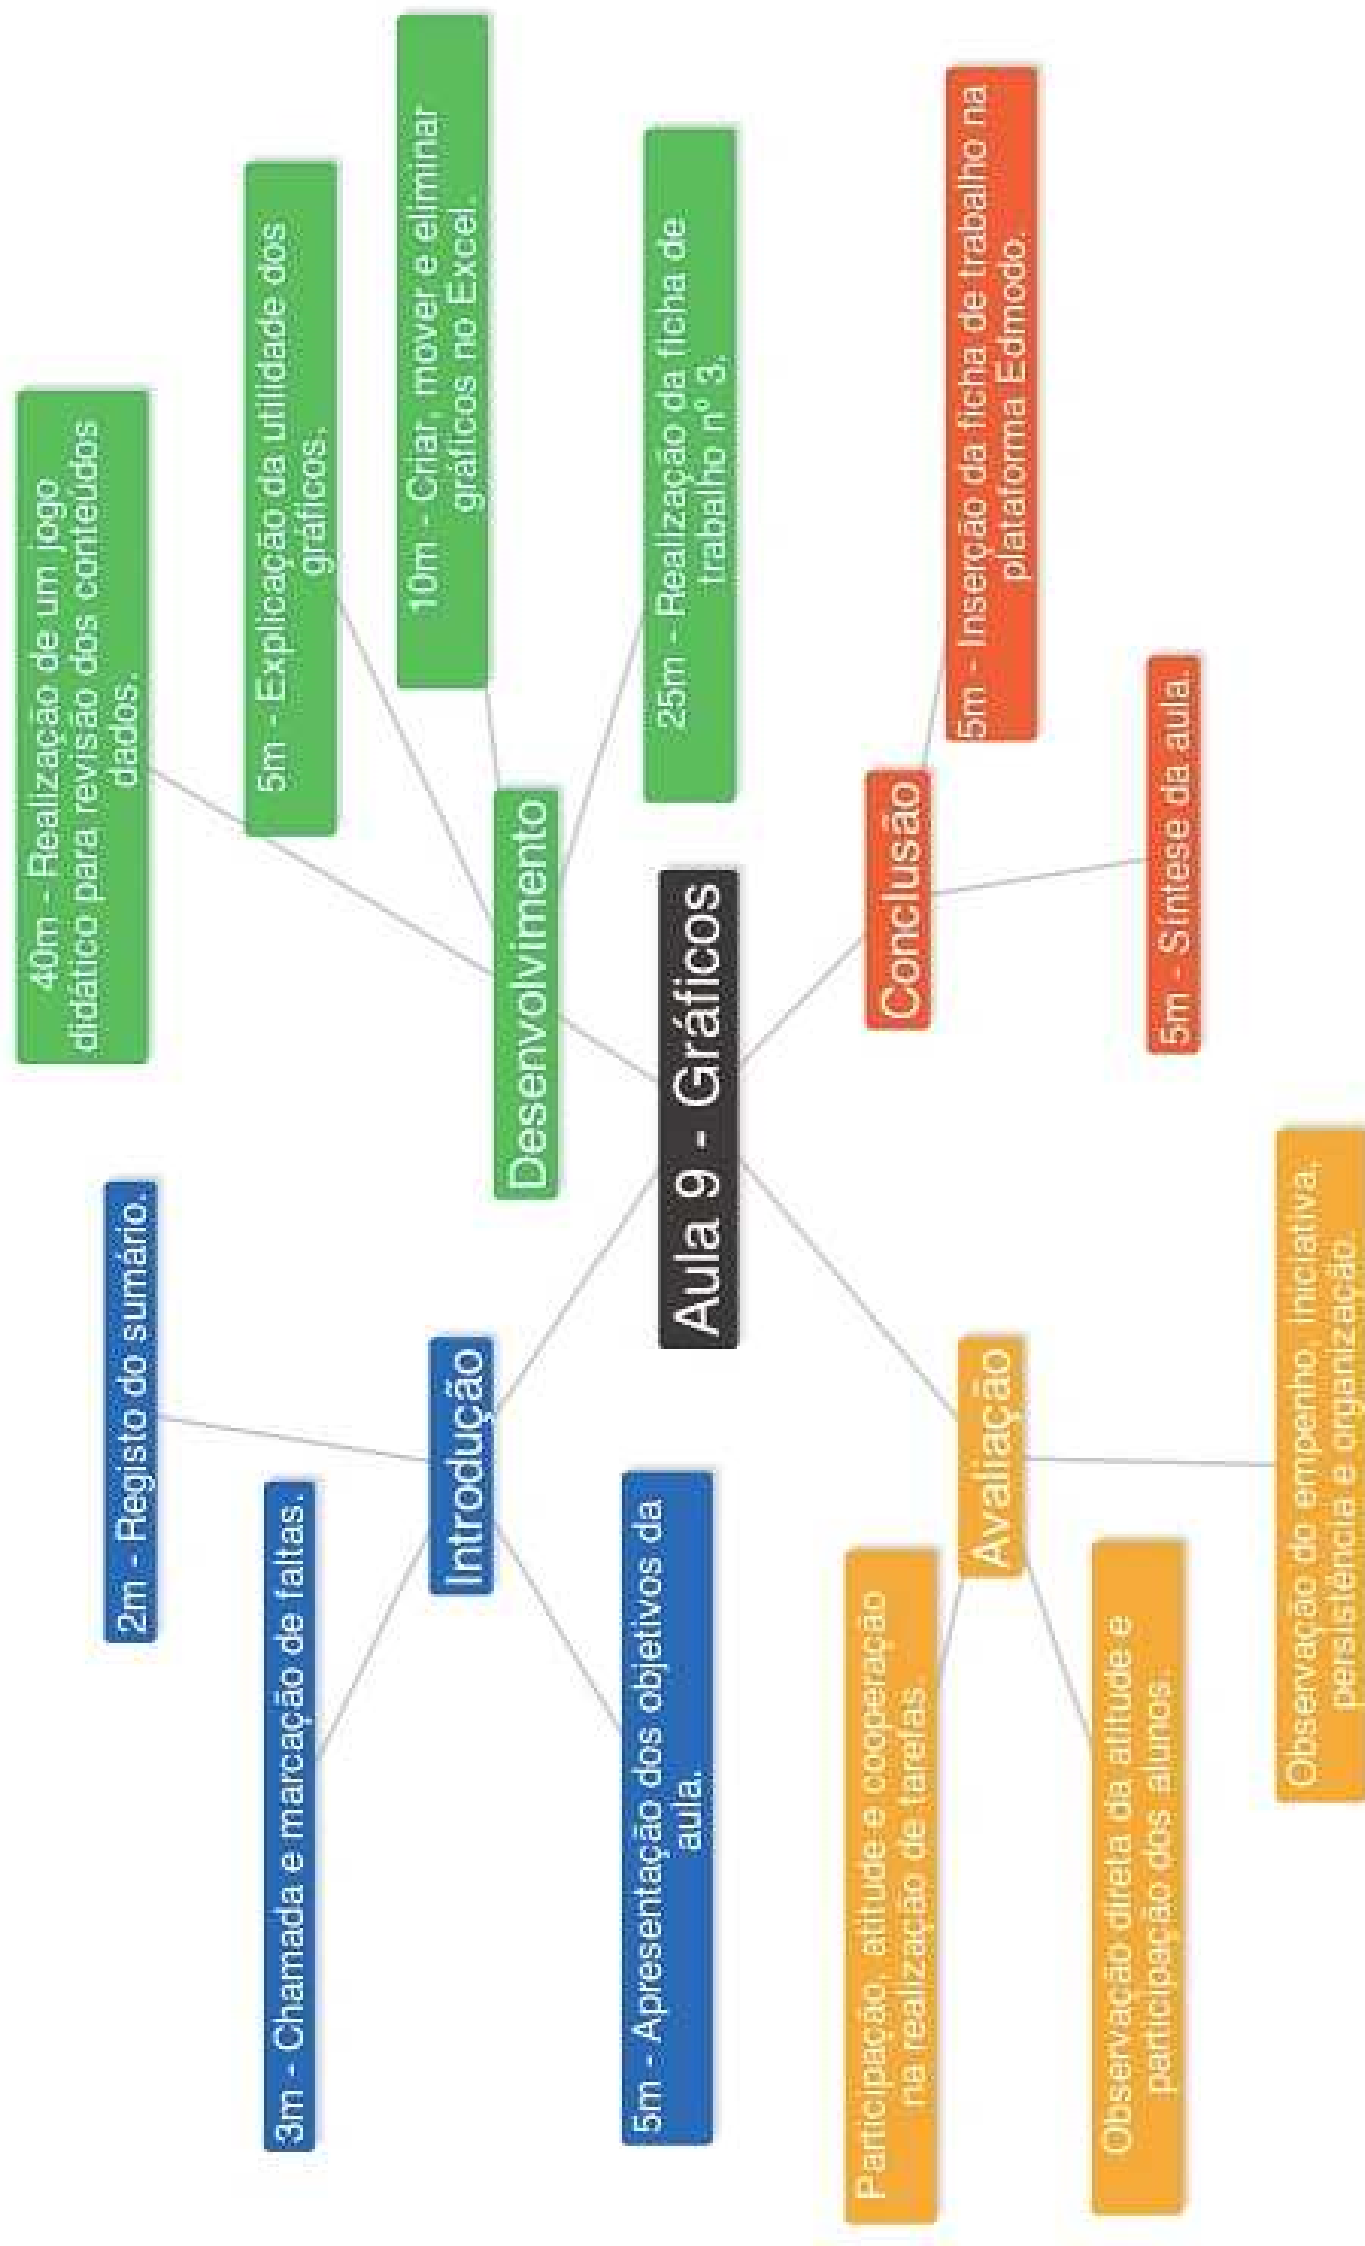 2m - Registo do sumário.
3m - Chamada e marcação de faltas.
Introdução
5m - Apresentação dos objetivos da
aula.
40m - Realização de um jogo
didático para revisão dos conteúdos
dados.
5m - Explicação da utilidade dos
gráficos.
10m - Criar, mover e eliminar
gráficos no Excel.
Desenvolvimento
25m - Realização da ficha de
trabalho nº 3.
Aula 9 - Gráficos
Participação, atitude e cooperação
na realização de tarefas.
Avaliação
Observação direta da atitude e
participação dos alunos.
Observação do empenho, iniciativa,
persistência e organização.
Conclusão
5m - Inserção da ficha de trabalho na
plataforma Edmodo.
5m - Síntese da aula.